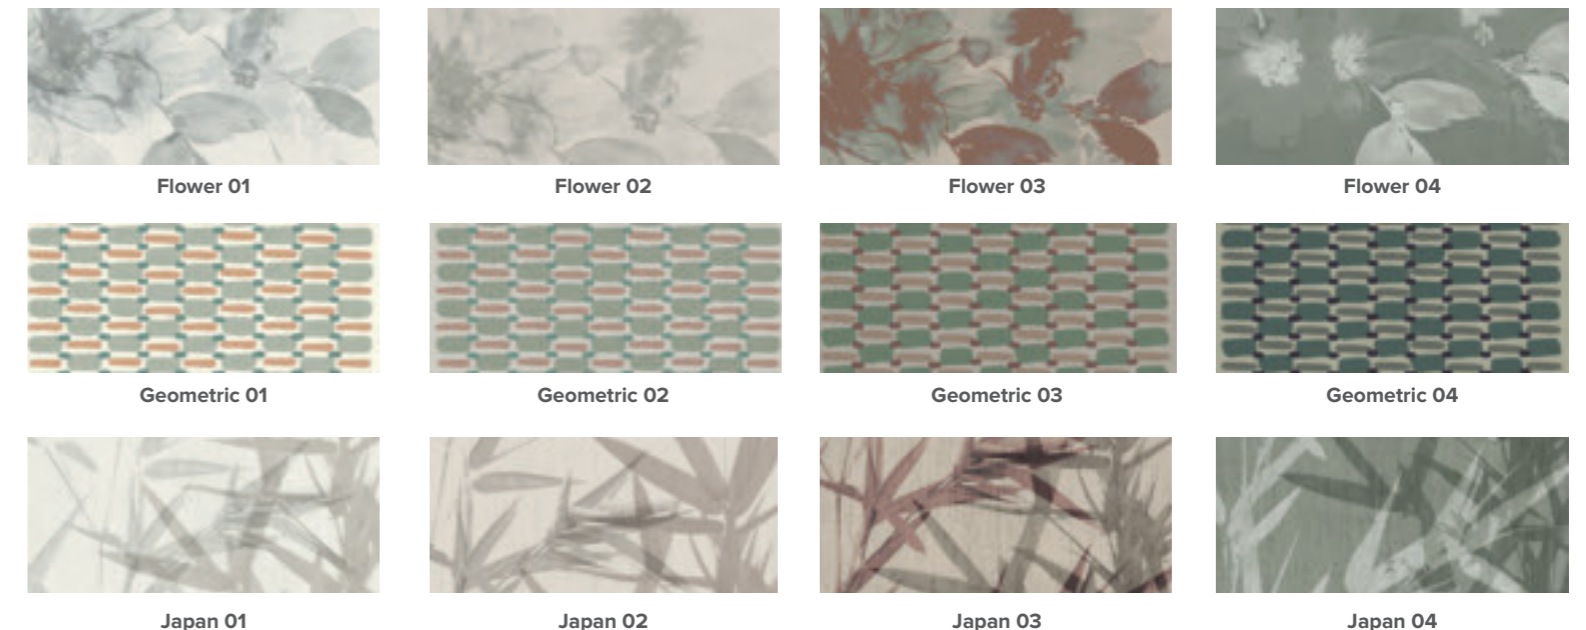 Flower 01
Flower 02
Flower 03
Flower 04
Geometric 01
Geometric 02
Geometric 03
Geometric 04
Japan 01
Japan 02
Japan 03
Japan 04